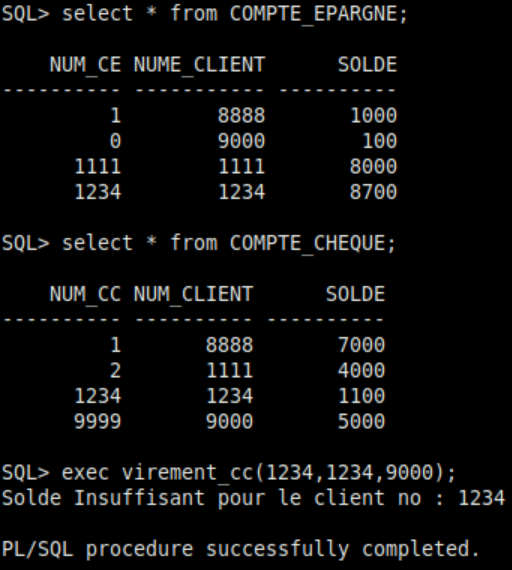 SQL> select * from COMPTE_EPARGNE;
NUM_CE NUME_CLIENT SOLDE
---------- ----------- ----------
1 8888 1000
0 9000 100
1111 1111 8000
1234 1234 8700
SQL> select * from COMPTE_CHEQUE;
NUM_CC NUM_CLIENT SOLDE
---------- ---------- ----------
1 8888 7000
2 1111 4000
1234 1234 1100
9999 9000 5000
SQL> exec virement_cc(1234,1234,9000);
Solde Insuffisant pour le client no : 1234
PL/SQL procedure successfully completed.